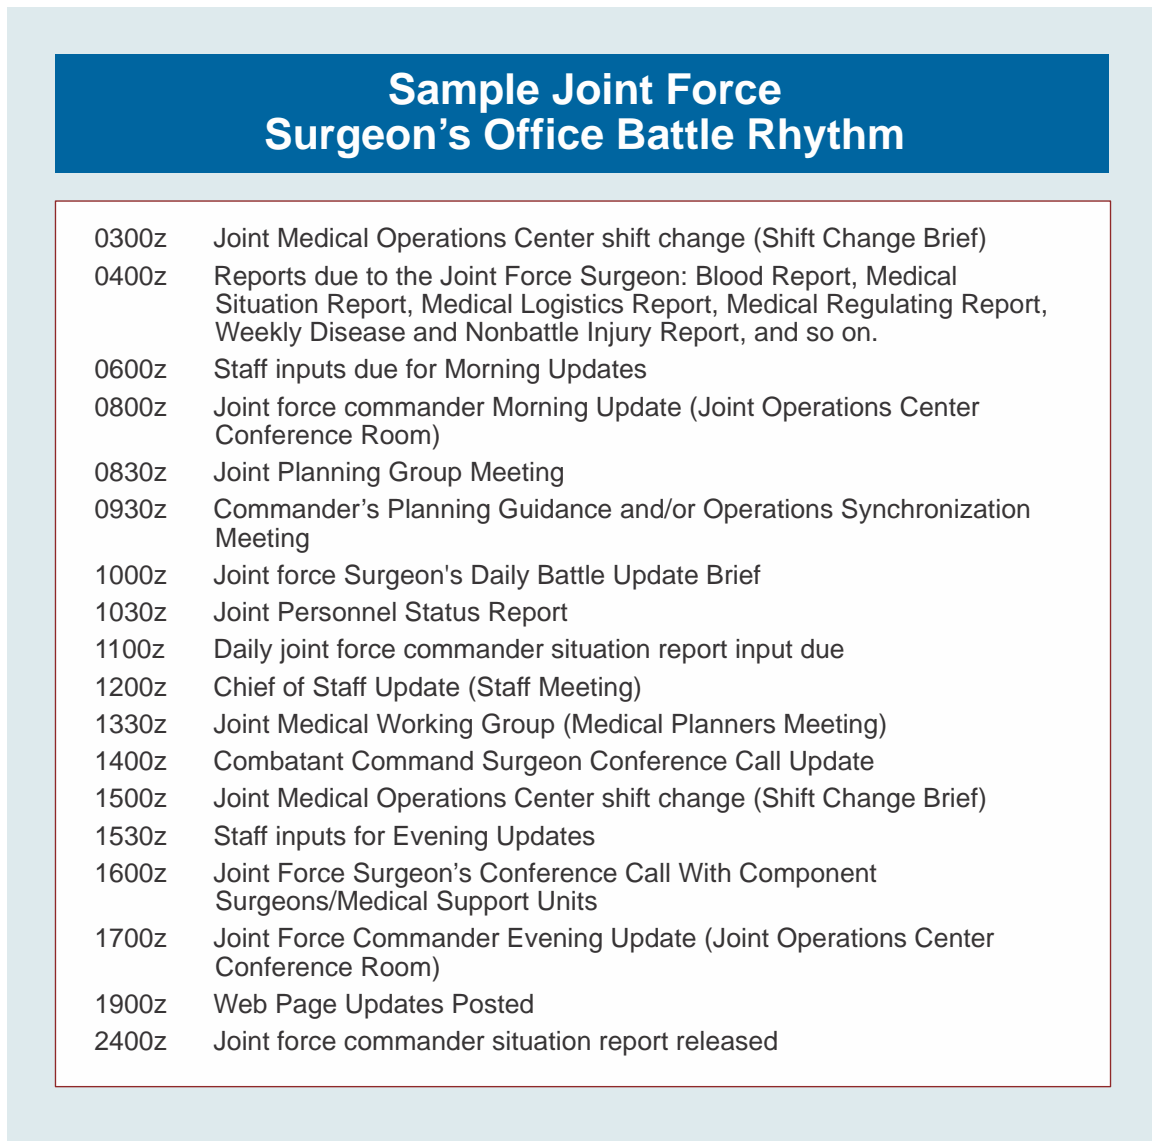 Sample Joint Force
Surgeon’s Office Battle Rhythm
0300z Joint Medical Operations Center shift change (Shift Change Brief)
0400z Reports due to the Joint Force Surgeon: Blood Report, Medical
Situation Report, Medical Logistics Report, Medical Regulating Report,
Weekly Disease and Nonbattle Injury Report, and so on.
0600z Staff inputs due for Morning Updates
0800z Joint force commander Morning Update (Joint Operations Center
Conference Room)
0830z Joint Planning Group Meeting
0930z Commander’s Planning Guidance and/or Operations Synchronization
Meeting
1000z Joint force Surgeon's Daily Battle Update Brief
1030z Joint Personnel Status Report
1100z Daily joint force commander situation report input due
1200z Chief of Staff Update (Staff Meeting)
1330z Joint Medical Working Group (Medical Planners Meeting)
1400z Combatant Command Surgeon Conference Call Update
1500z Joint Medical Operations Center shift change (Shift Change Brief)
1530z Staff inputs for Evening Updates
1600z Joint Force Surgeon’s Conference Call With Component
Surgeons/Medical Support Units
1700z Joint Force Commander Evening Update (Joint Operations Center
Conference Room)
1900z Web Page Updates Posted
2400z Joint force commander situation report released